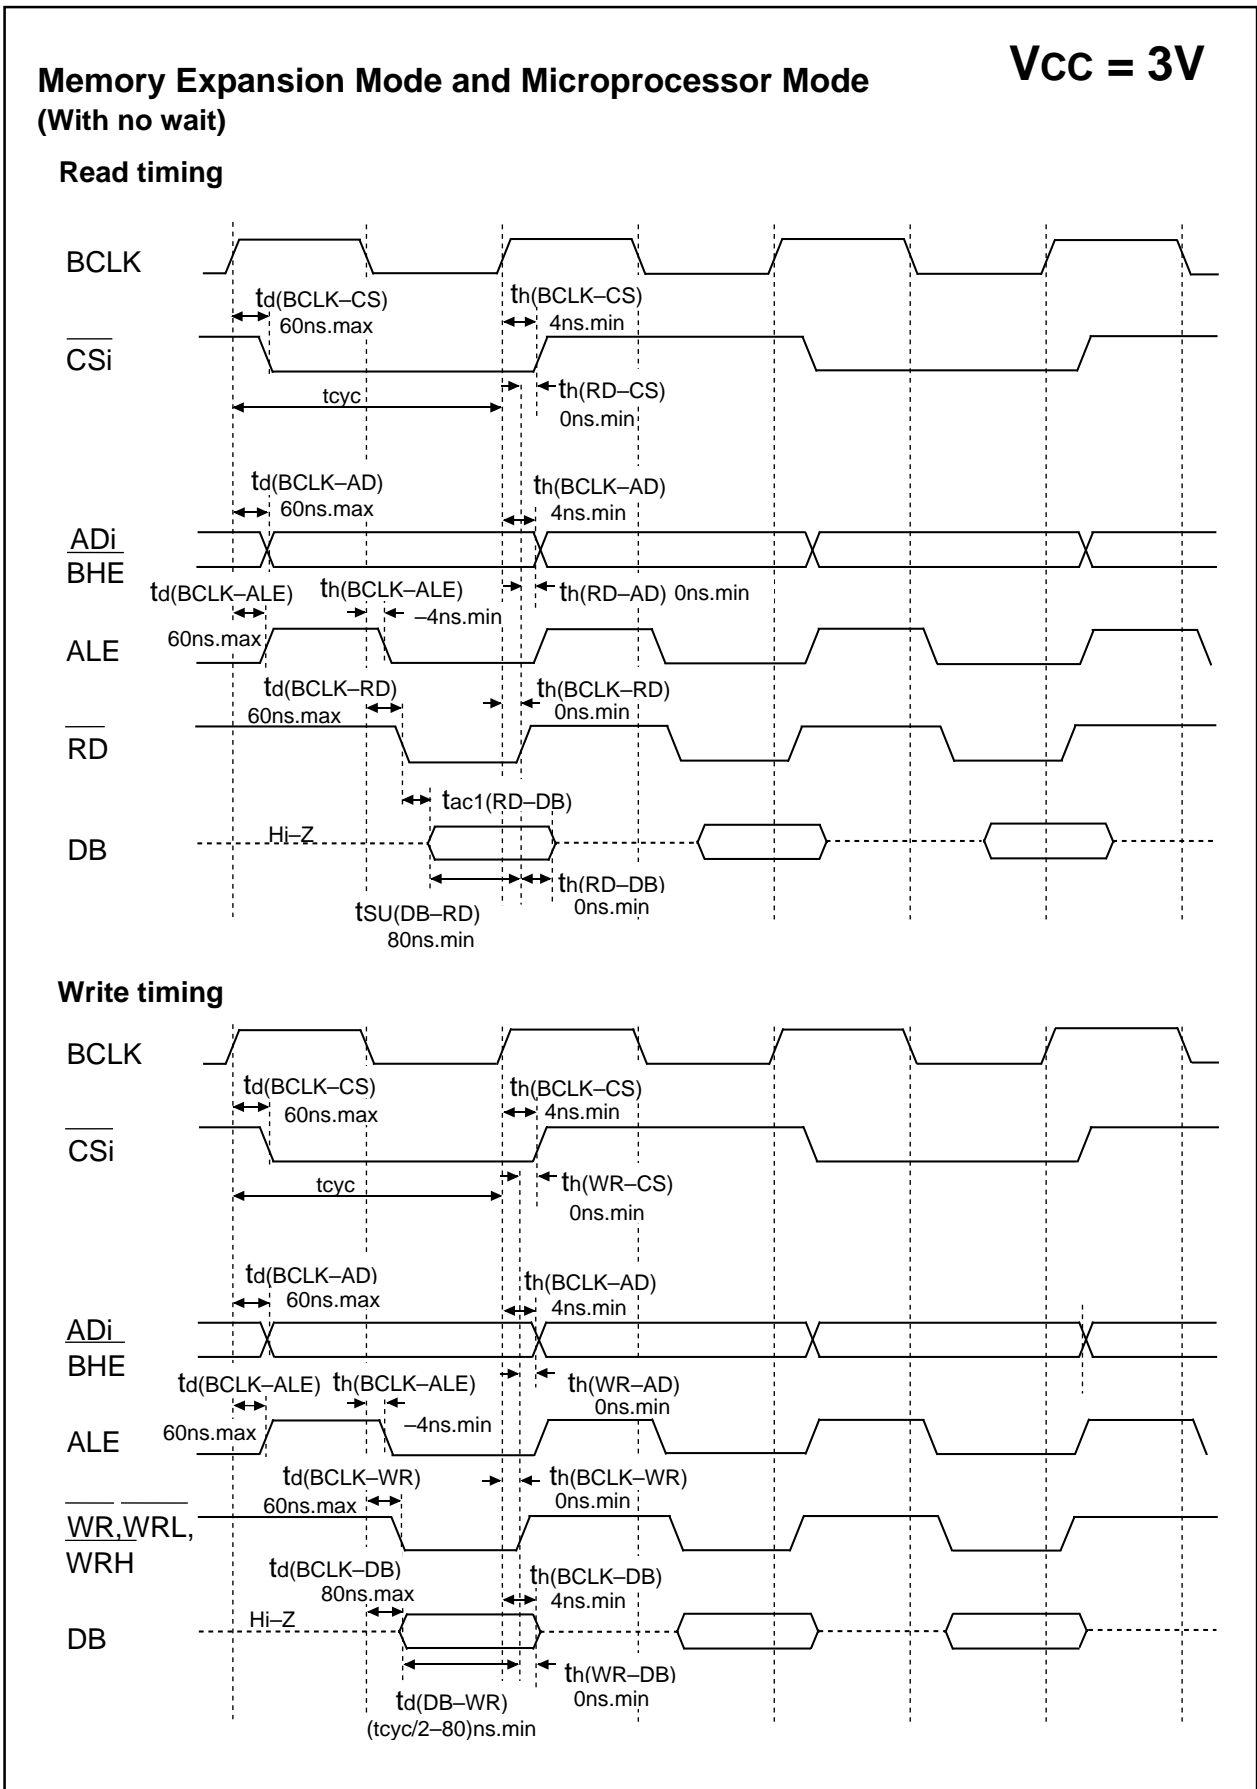 VCC = 3V
Memory Expansion Mode and Microprocessor Mode
(With no wait)
Read timing
BCLK
td(BCLK–CS)
60ns.max
th(BCLK–CS)
4ns.min
CSi
tcyc
th(RD–CS)
0ns.min
td(BCLK–AD)
60ns.max
th(BCLK–AD)
4ns.min
ADi
BHE
td(BCLK–ALE)
60ns.max
th(BCLK–ALE)
–4ns.min
th(RD–AD) 0ns.min
ALE
td(BCLK–RD)
60ns.max
th(BCLK–RD)
0ns.min
RD
tac1(RD–DB)
Hi–Z
DB
tSU(DB–RD)
80ns.min
th(RD–DB)
0ns.min
Write timing
BCLK
td(BCLK–CS)
60ns.max
th(BCLK–CS)
4ns.min
CSi
tcyc
th(WR–CS)
0ns.min
td(BCLK–AD)
60ns.max
th(BCLK–AD)
4ns.min
ADi
BHE
td(BCLK–ALE)
60ns.max
th(BCLK–ALE)
–4ns.min
th(WR–AD)
0ns.min
ALE
td(BCLK–WR)
60ns.max
th(BCLK–WR)
0ns.min
WR,WRL,
WRH
td(BCLK–DB)
80ns.max
th(BCLK–DB)
4ns.min
Hi–Z
DB
td(DB–WR)
(tcyc/2–80)ns.min
th(WR–DB)
0ns.min